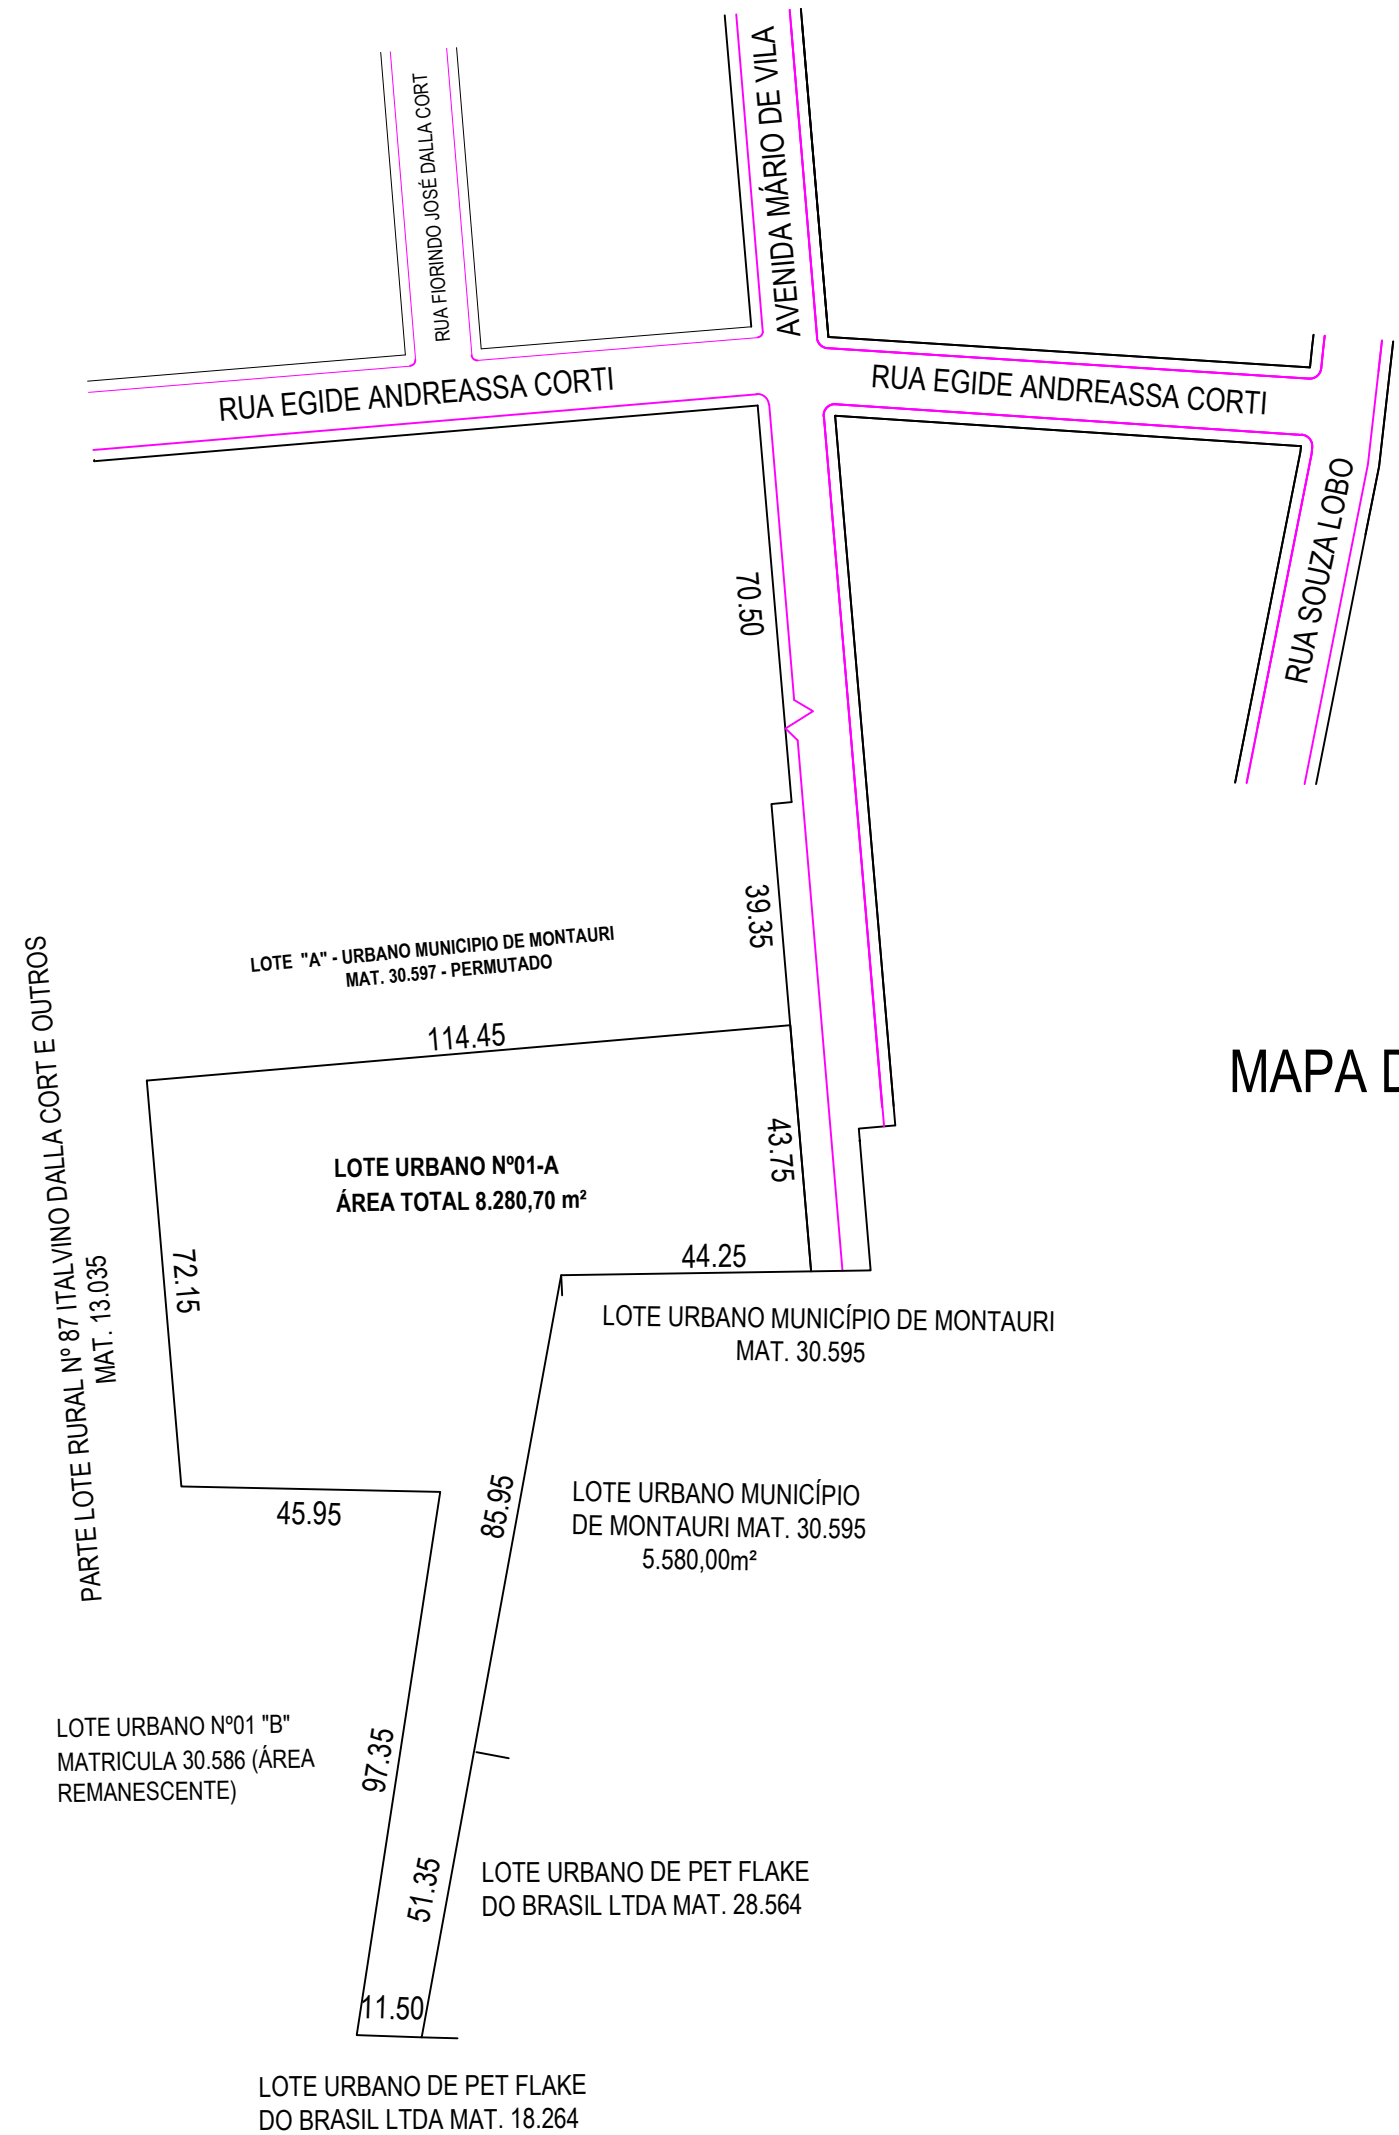 AVENIDA MÁRIO DE VILA
RUA FIORINDO JOSÉ DALLA CORT
RUA EGIDE ANDREASSA CORTI
RUA EGIDE ANDREASSA CORTI
RUA SOUZA LOBO
70.50
39.35
LOTE "A" - URBANO MUNICIPIO DE MONTAURI
MAT. 30.597 - PERMUTADO
114.45
PARTE LOTE RURAL Nº 87 ITALVINO DALLA CORT E OUTROS
MAT. 13.035
MAPA
43.75
LOTE URBANO Nº01-A
ÁREA TOTAL 8.280,70 m²
72.15
44.25
LOTE URBANO MUNICÍPIO DE MONTAURI
MAT. 30.595
45.95
85.95
LOTE URBANO MUNICÍPIO
DE MONTAURI MAT. 30.595
5.580,00m²
LOTE URBANO Nº01 "B"
MATRICULA 30.586 (ÁREA
REMANESCENTE)
97.35
51.35
LOTE URBANO DE PET FLAKE
DO BRASIL LTDA MAT. 28.564
11.50
LOTE URBANO DE PET FLAKE
DO BRASIL LTDA MAT. 18.264